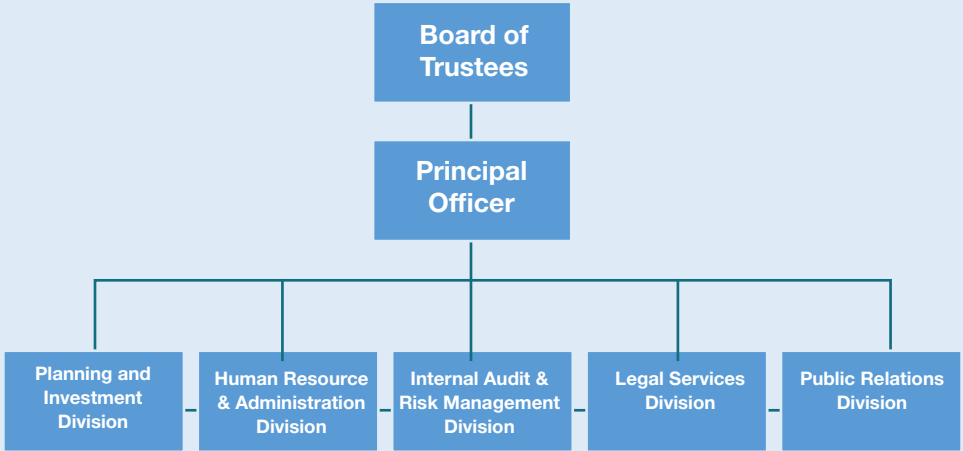 Board of
Trustees
Principal
Officer
Planning and
Investment
Division
Human Resource
& Administration
Division
Internal Audit &
Risk Management
Division
Legal Services
Division
Public Relations
Division